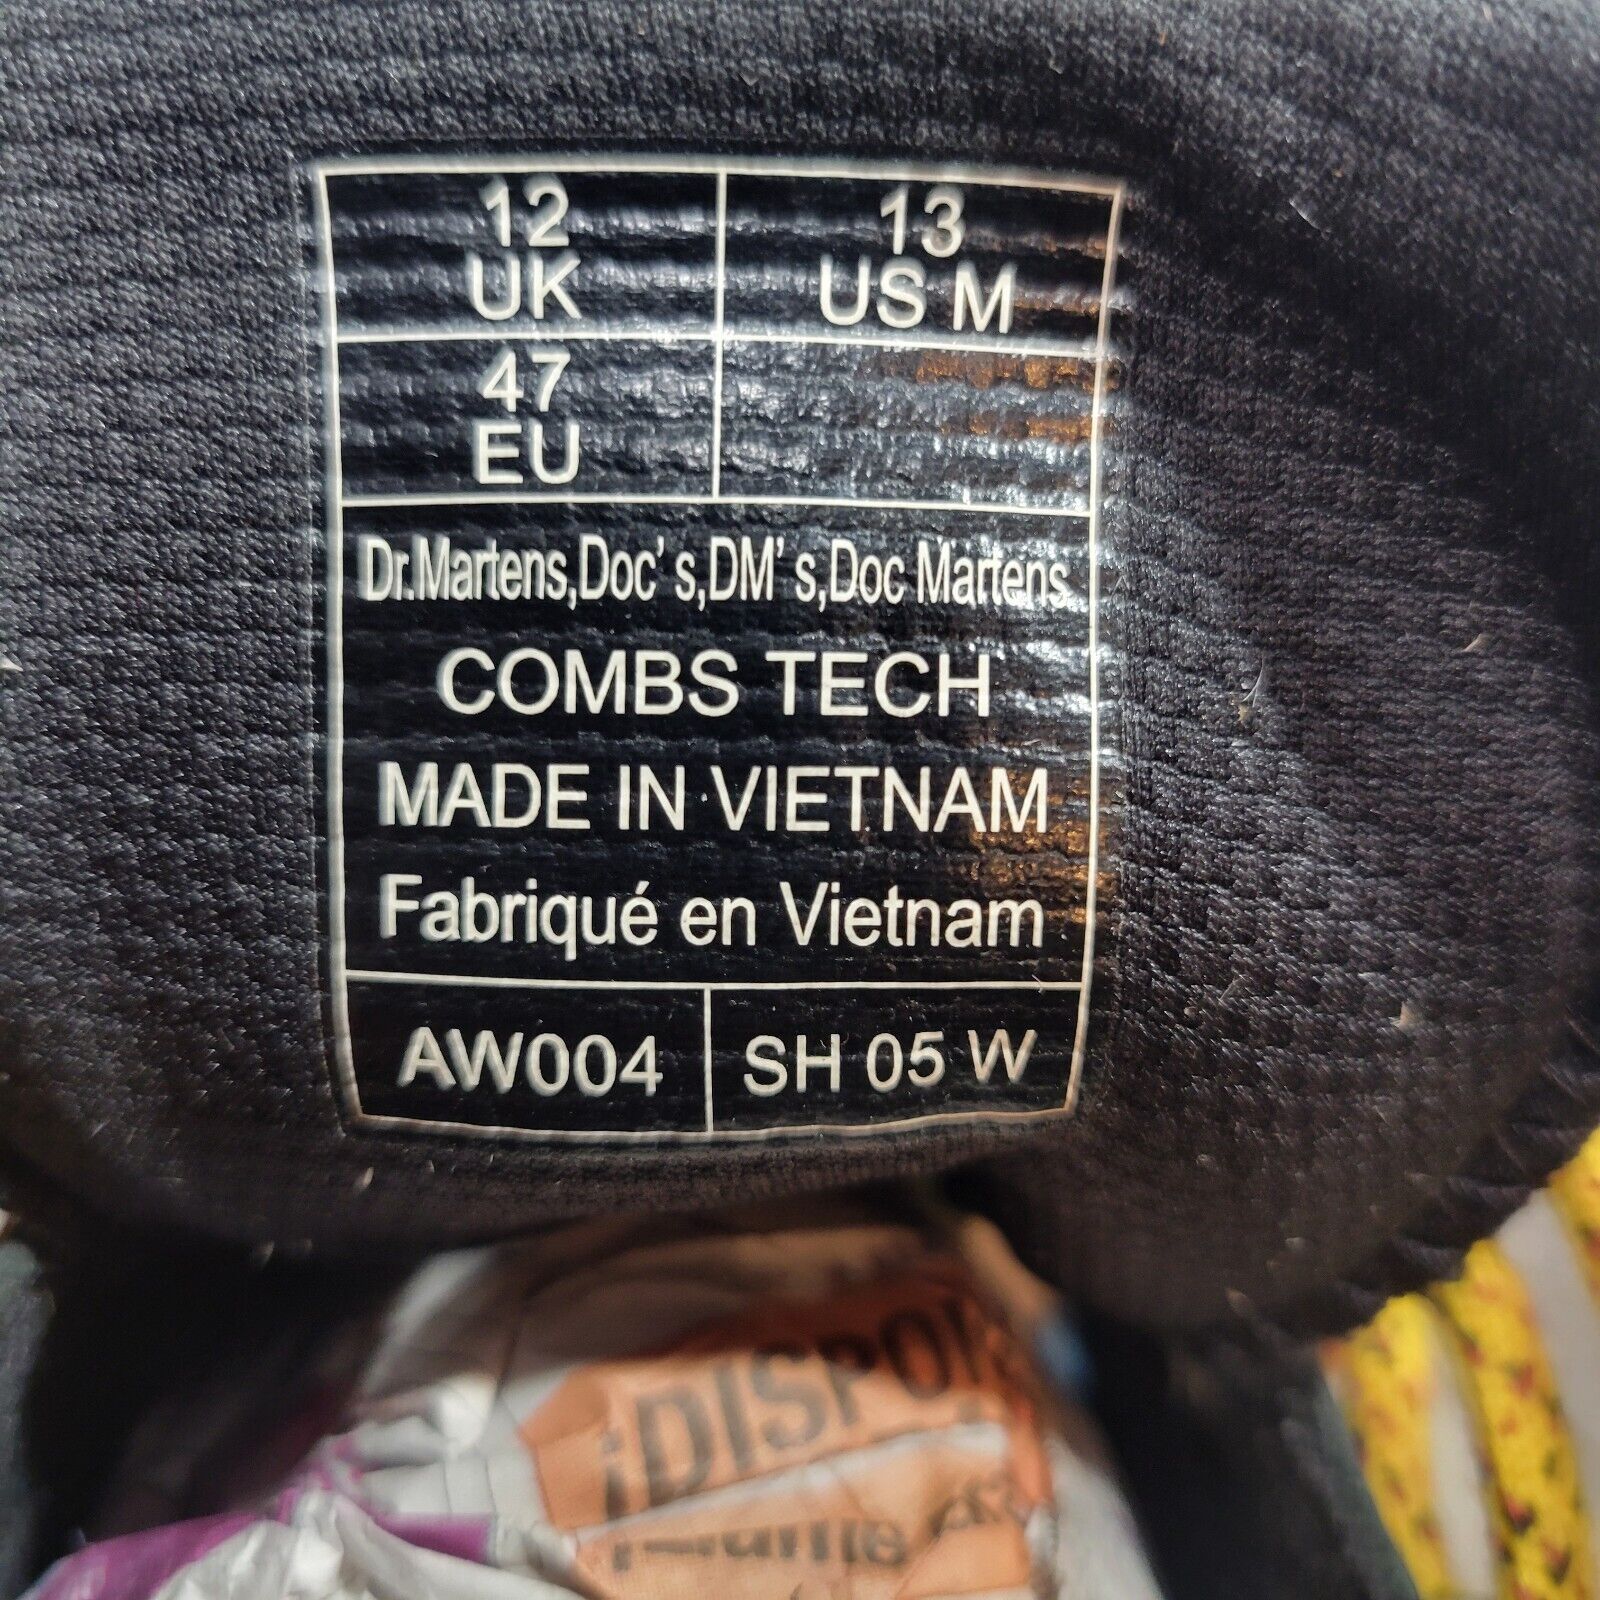 12 UK
13 US M
47 EU
Dr.Martens,Doc's,DM's,Doc Martens
COMBS TECH
MADE IN VIETNAM
Fabriqué en Vietnam
AW004
SH 05 W